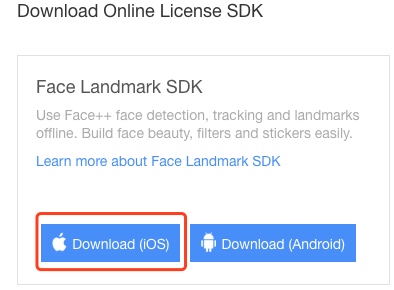 Download Online License SDK
Face Landmark SDK
Use Face++ face detection, tracking and landmarks
offline. Build face beauty, filters and stickers easily.
Learn more about Face Landmark SDK
Download (iOS) Download (Android)